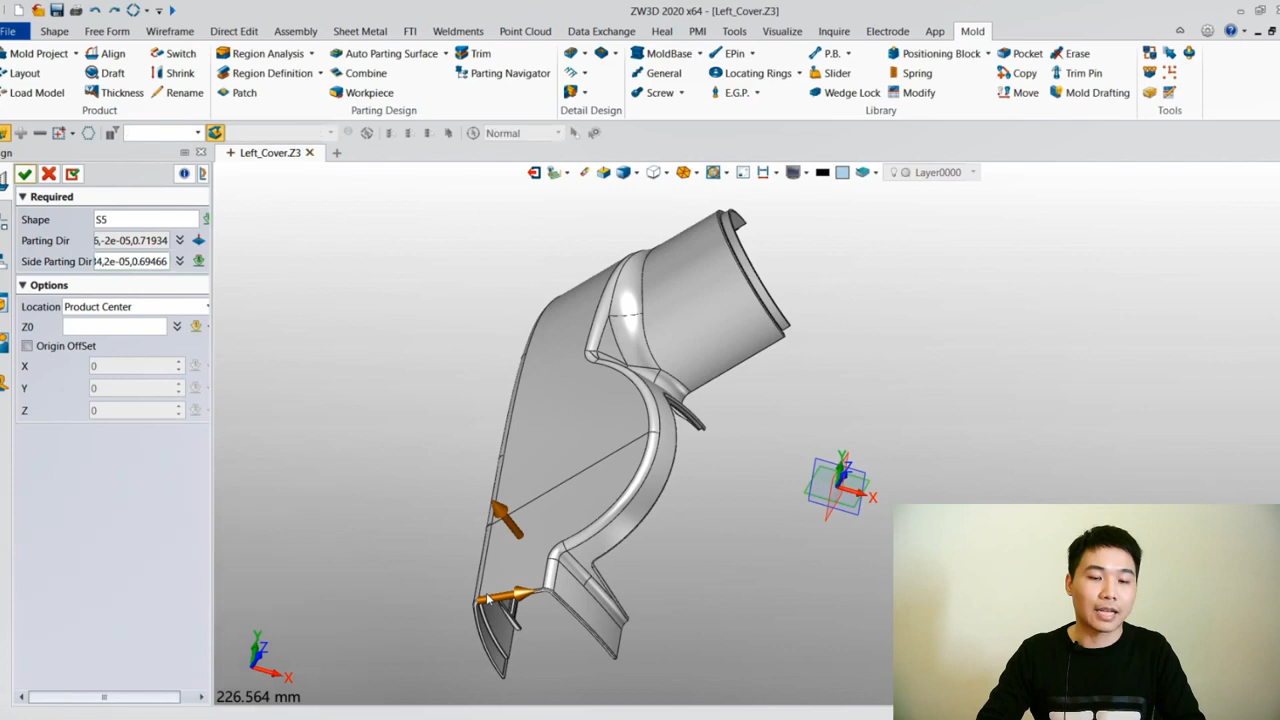 ZW3D 2020 x64 - [Left_Cover.Z3]
File Shape Free Form Wireframe Direct Edit Assembly Sheet Metal FTI Weldments Point Cloud Data Exchange Heal PMI Tools Visualize Inquire Electrode App Mold
Mold Project Align Switch Region Analysis Auto Parting Surface Trim MoldBase EPin P.B. Positioning Block Pocket Erase
Layout Draft Shrink Region Definition Combine Parting Navigator General Locating Rings Slider Spring Copy Trim Pin
Load Model Thickness Rename Patch Workpiece Screw E.G.P. Wedge Lock Modify Move Mold Drafting
Product Parting Design Detail Design Library Tools
Normal
Left_Cover.Z3
Layer0000
Required
Shape S5
Parting Dir 5,-2e-05,0.71934
Side Parting Dir 4,2e-05,0.69466
Options
Location Product Center
Z0
Origin OffSet
X 0
Y 0
Z 0
Y
Z
X
Y
Z
X
226.564 mm